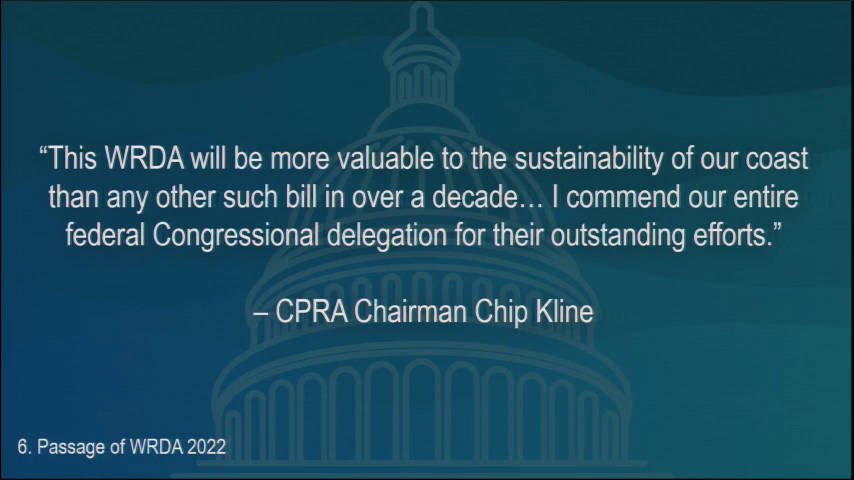 “This WRDA will be more valuable to the sustainability of our coast
than any other such bill in over a decade… I commend our entire
federal Congressional delegation for their outstanding efforts.”
– CPRA Chairman Chip Kline
6. Passage of WRDA 2022